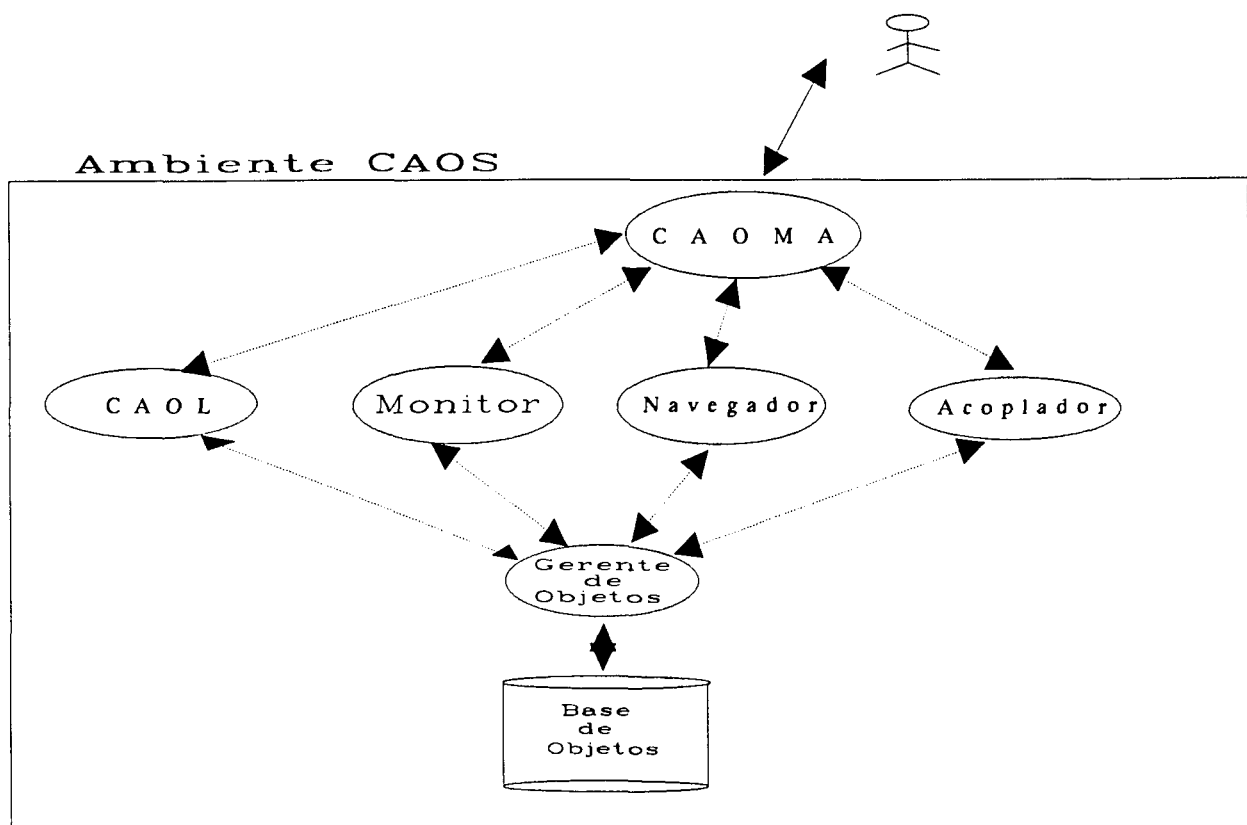 Ambiente CAOS
C A O M A
C A O L
Monitor
Navegador
Acoplador
Gerente
de
Objetos
Base
de
Objetos